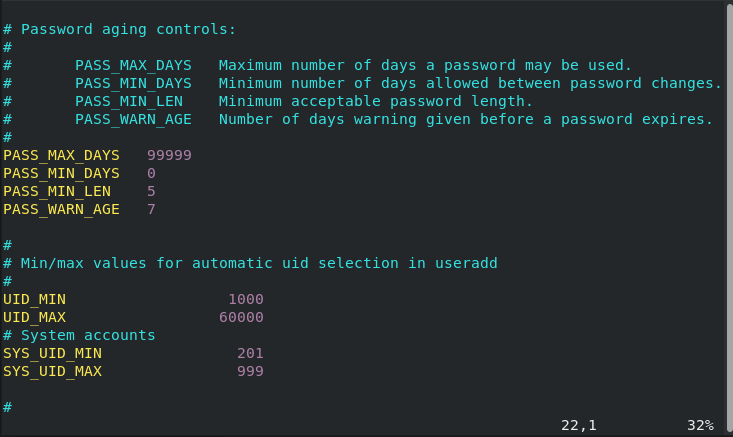 # Password aging controls:
#
#       PASS_MAX_DAYS   Maximum number of days a password may be used.
#       PASS_MIN_DAYS   Minimum number of days allowed between password changes.
#       PASS_MIN_LEN    Minimum acceptable password length.
#       PASS_WARN_AGE   Number of days warning given before a password expires.
#
PASS_MAX_DAYS   99999
PASS_MIN_DAYS   0
PASS_MIN_LEN    5
PASS_WARN_AGE   7
#
# Min/max values for automatic uid selection in useradd
#
UID_MIN                  1000
UID_MAX                 60000
# System accounts
SYS_UID_MIN               201
SYS_UID_MAX               999
#
22,1          32%